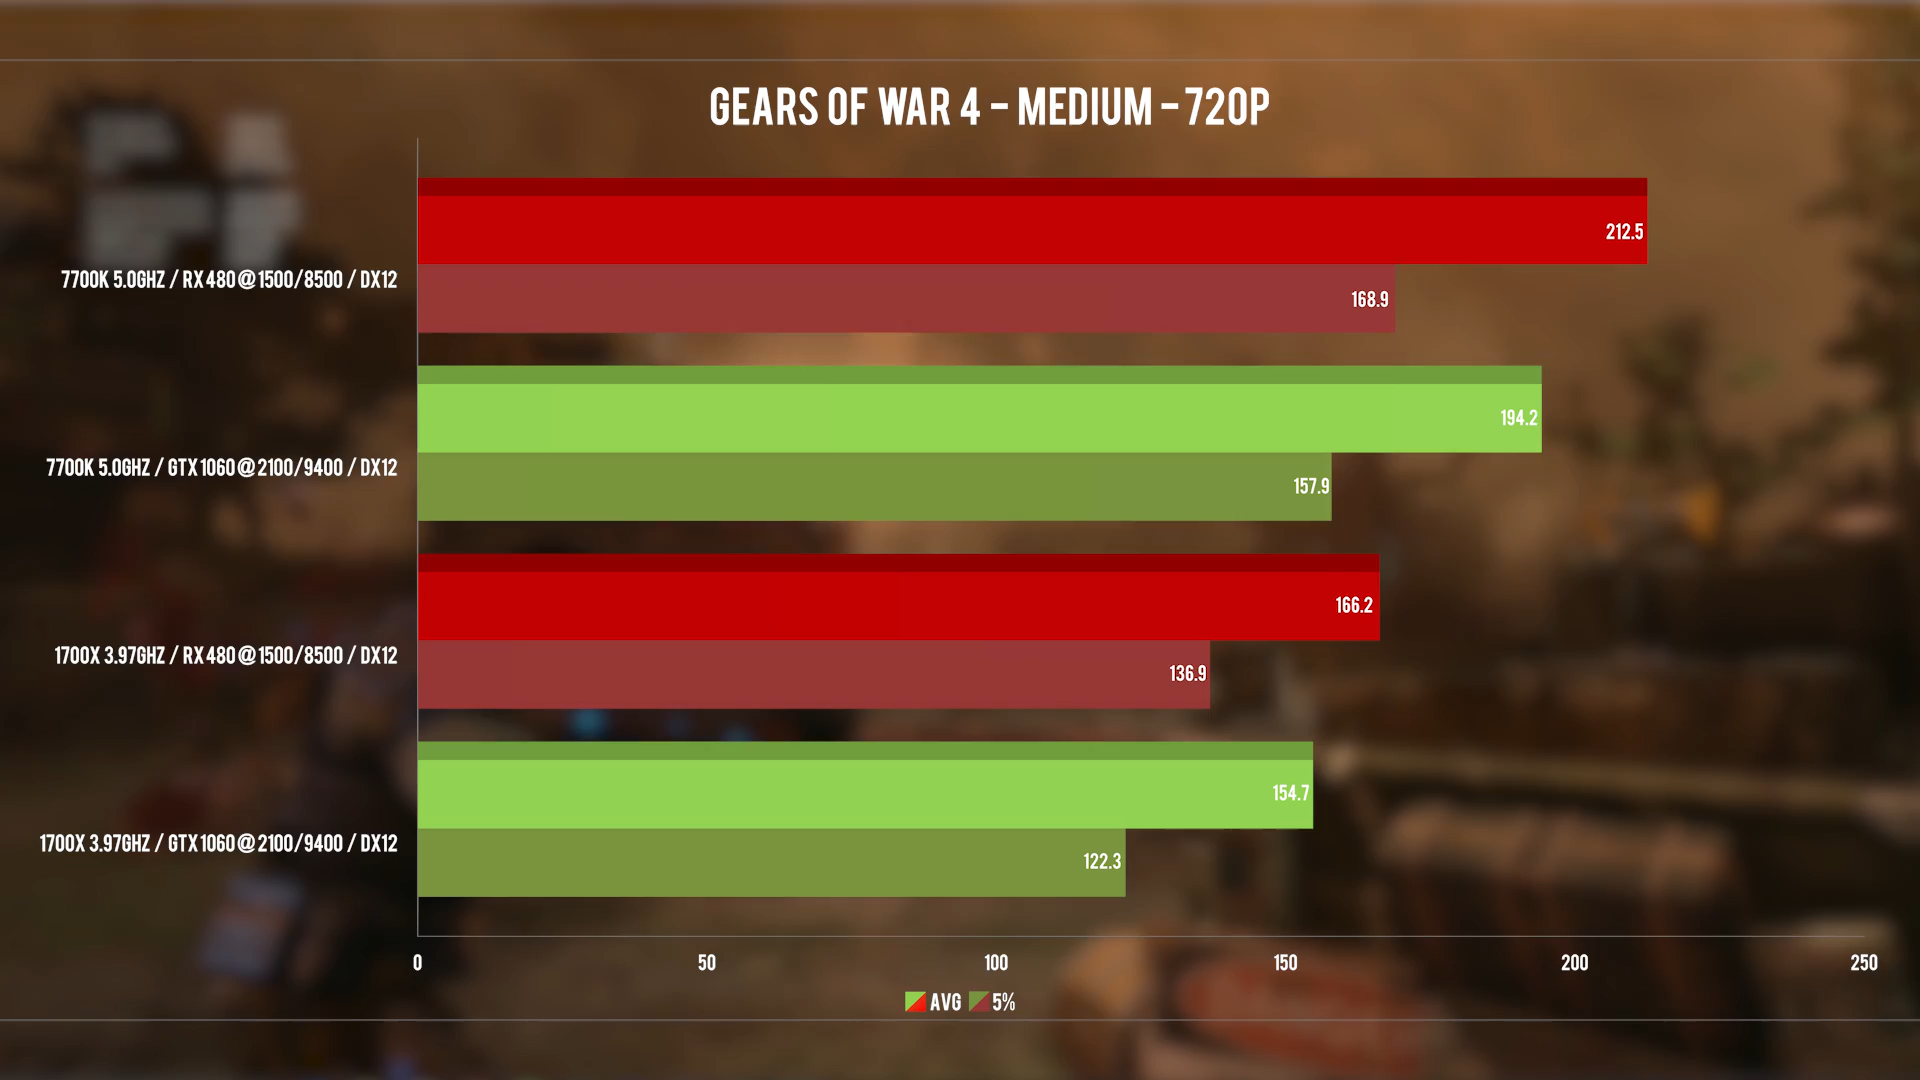 GEARS OF WAR 4 - MEDIUM - 720P
212.5
7700K 5.0GHZ / RX 480@1500/8500 / DX12
168.9
194.2
7700K 5.0GHZ / GTX 1060@2100/9400 / DX12
157.9
166.2
1700X 3.97GHZ / RX 480@1500/8500 / DX12
136.9
154.7
1700X 3.97GHZ / GTX 1060@2100/9400 / DX12
122.3
0 50 100 150 200 250
AVG 5%